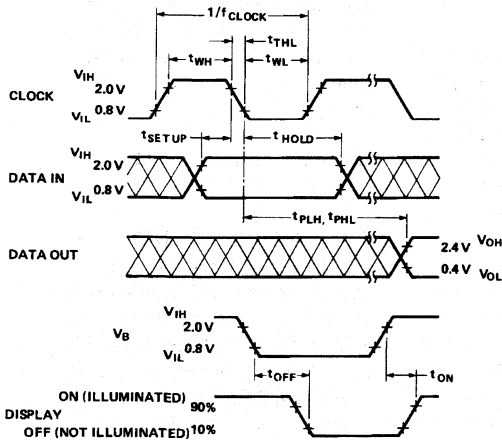 1/fCLOCK
tTHL
tWH
tWL
VIH
2.0 V
CLOCK
0.8 V
VIL
tSETUP
tHOLD
VIH
2.0 V
DATA IN
0.8 V
VIL
tPLH, tPHL
VOH
2.4 V
DATA OUT
0.4 V
VOL
VIH
2.0 V
VB
0.8 V
VIL
tOFF
tON
ON (ILLUMINATED)
90%
DISPLAY
OFF (NOT ILLUMINATED) 10%